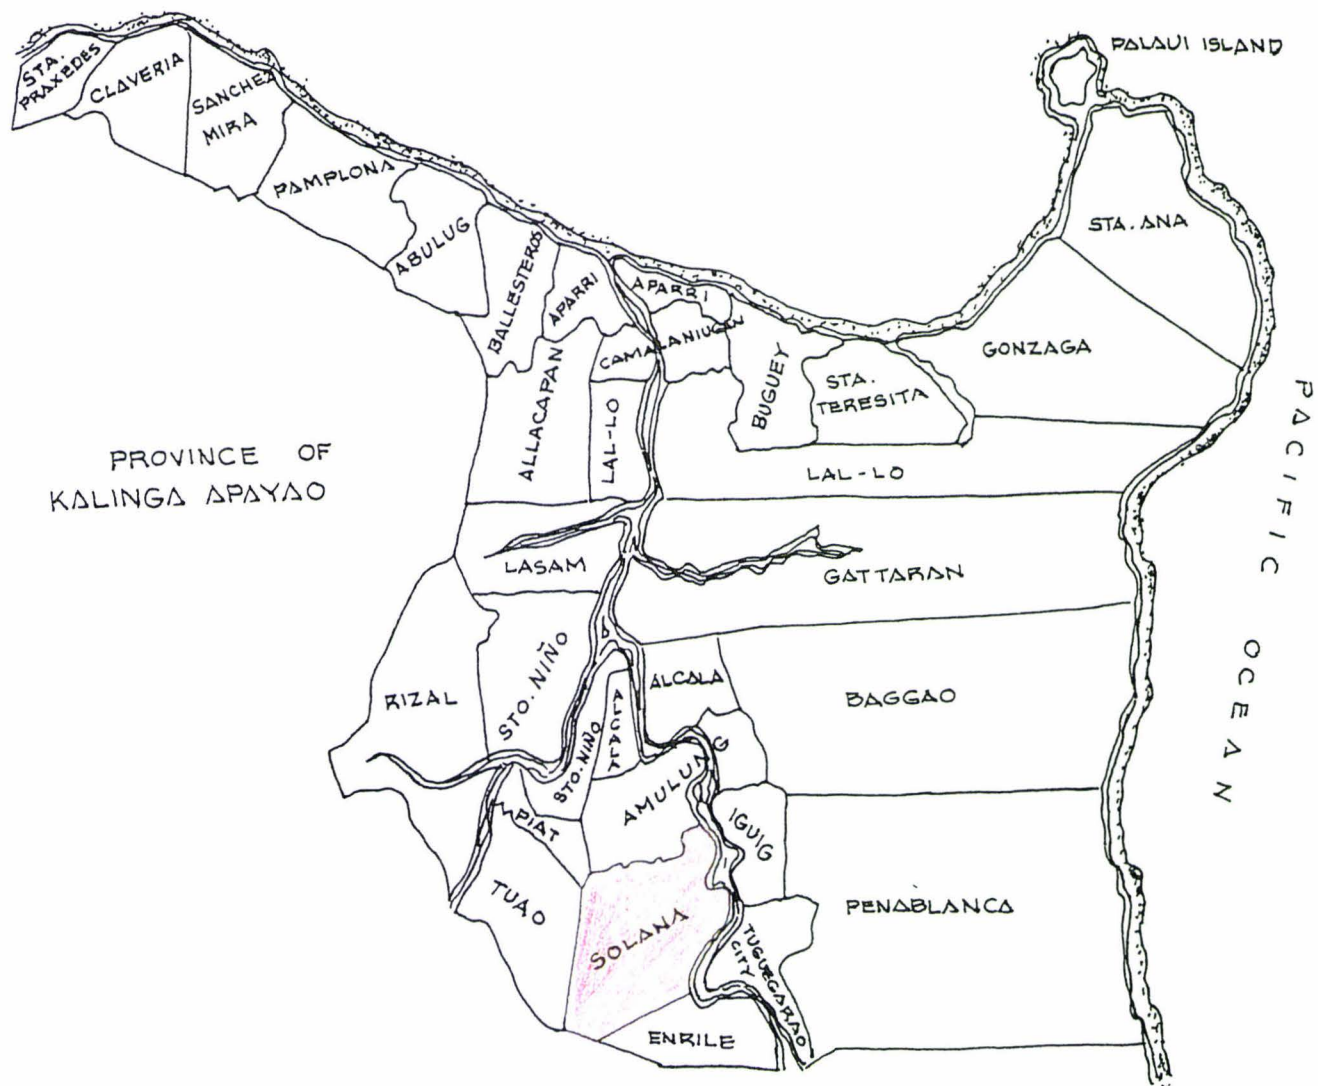 PALAUI ISLAND
STA.
PRAXEDES
CLAVERIA
SANCHEZ
MIRA
PAMPLONA
ABULUG
BALLESTEROS
APARRI
APARRI
CAMALANIUGAN
BUGUEY
STA.
TERESITA
GONZAGA
STA. ANA
ALLACAPAN
LAL-LO
LAL-LO
PROVINCE OF
KALINGA APAYAO
PACIFIC OCEAN
LASAM
GATTARAN
RIZAL
STO. NIÑO
STO. NIÑO
ALCALA
ALCALA
BAGGAO
AMULUNG
PIAT
IGUIG
TUAO
SOLANA
PENABLANCA
TUGUEGARAO
CITY
ENRILE